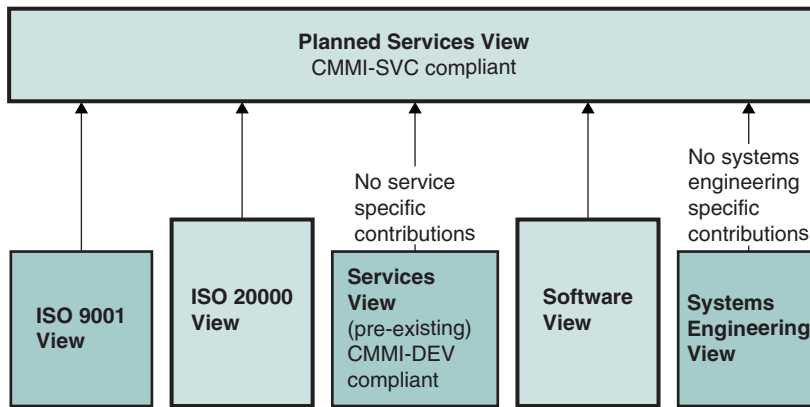 Planned Services View
CMMI-SVC compliant
No service
specific
contributions
No systems
engineering
specific
contributions
ISO 9001
View
ISO 20000
View
Services
View
(pre-existing)
CMMI-DEV
compliant
Software
View
Systems
Engineering
View